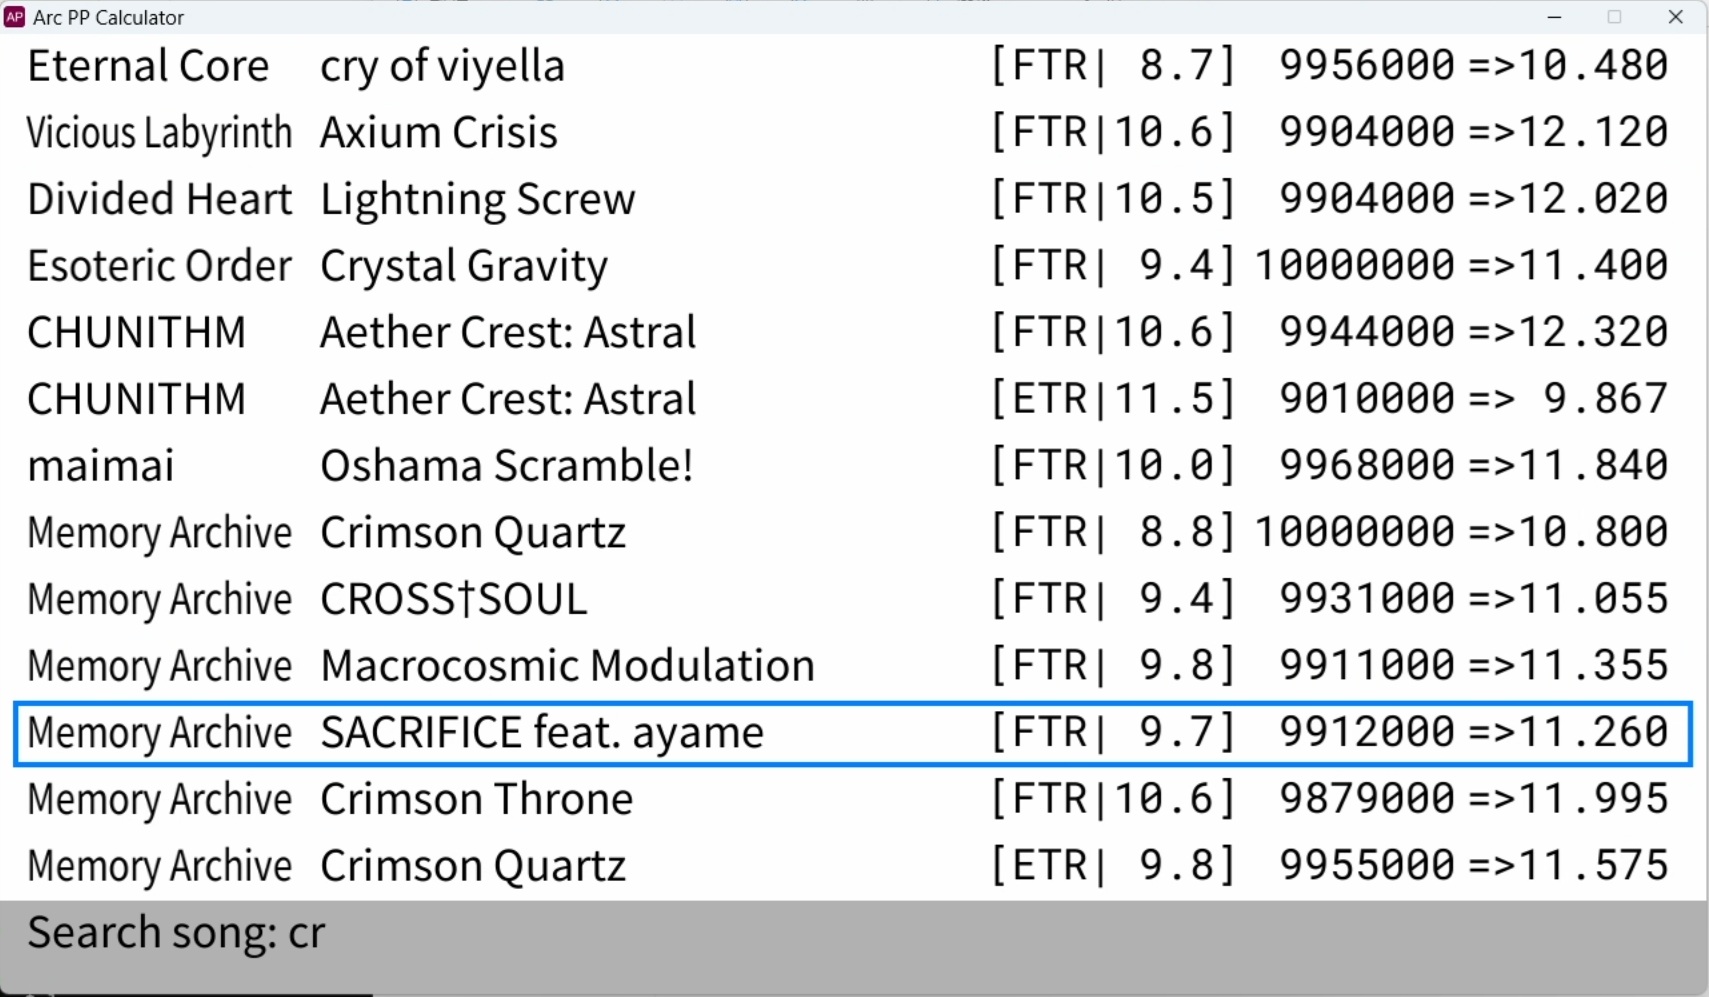 Arc PP Calculator
Eternal Core cry of viyella [FTR| 8.7] 9956000 =>10.480
Vicious Labyrinth Axium Crisis [FTR|10.6] 9904000 =>12.120
Divided Heart Lightning Screw [FTR|10.5] 9904000 =>12.020
Esoteric Order Crystal Gravity [FTR| 9.4] 10000000 =>11.400
CHUNITHM Aether Crest: Astral [FTR|10.6] 9944000 =>12.320
CHUNITHM Aether Crest: Astral [ETR|11.5] 9010000 => 9.867
maimai Oshama Scramble! [FTR|10.0] 9968000 =>11.840
Memory Archive Crimson Quartz [FTR| 8.8] 10000000 =>10.800
Memory Archive CROSS†SOUL [FTR| 9.4] 9931000 =>11.055
Memory Archive Macrocosmic Modulation [FTR| 9.8] 9911000 =>11.355
Memory Archive SACRIFICE feat. ayame [FTR| 9.7] 9912000 =>11.260
Memory Archive Crimson Throne [FTR|10.6] 9879000 =>11.995
Memory Archive Crimson Quartz [ETR| 9.8] 9955000 =>11.575
Search song: cr